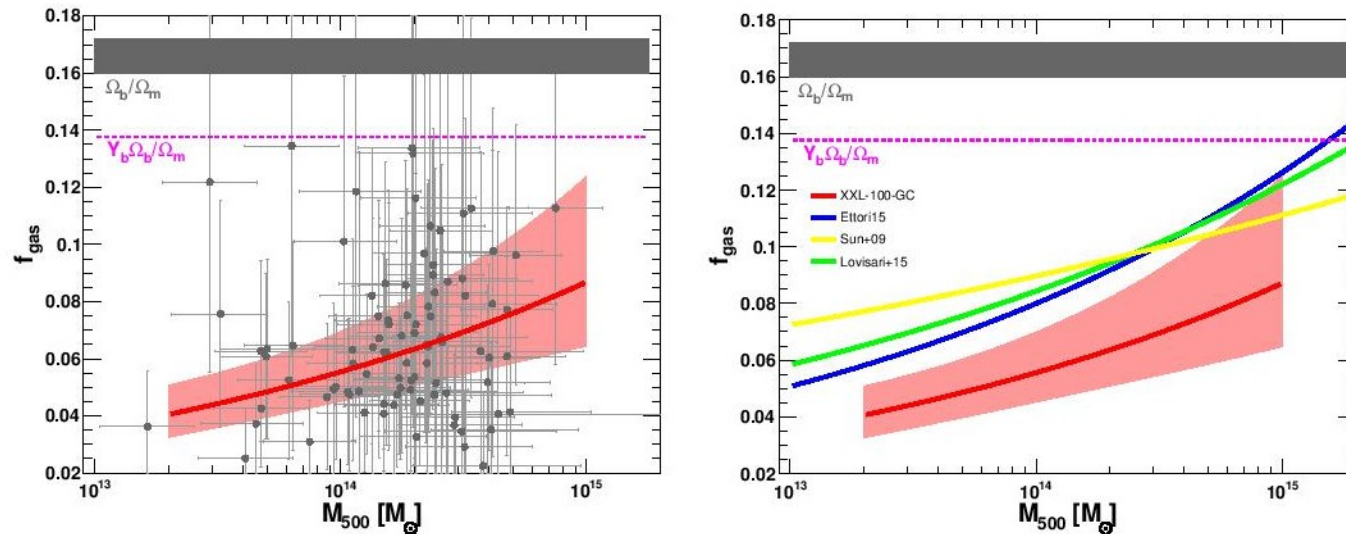 0.18
0.16
0.14
0.12
0.1
0.08
0.06
0.04
0.02
f_gas
Ω_b/Ω_m
Y_bΩ_b/Ω_m
10^13
10^14
10^15
M_500 [M_⊙]
0.18
0.16
0.14
0.12
0.1
0.08
0.06
0.04
0.02
f_gas
Ω_b/Ω_m
Y_bΩ_b/Ω_m
XXL-100-GC
Ettori15
Sun+09
Lovisari+15
10^13
10^14
10^15
M_500 [M_⊙]